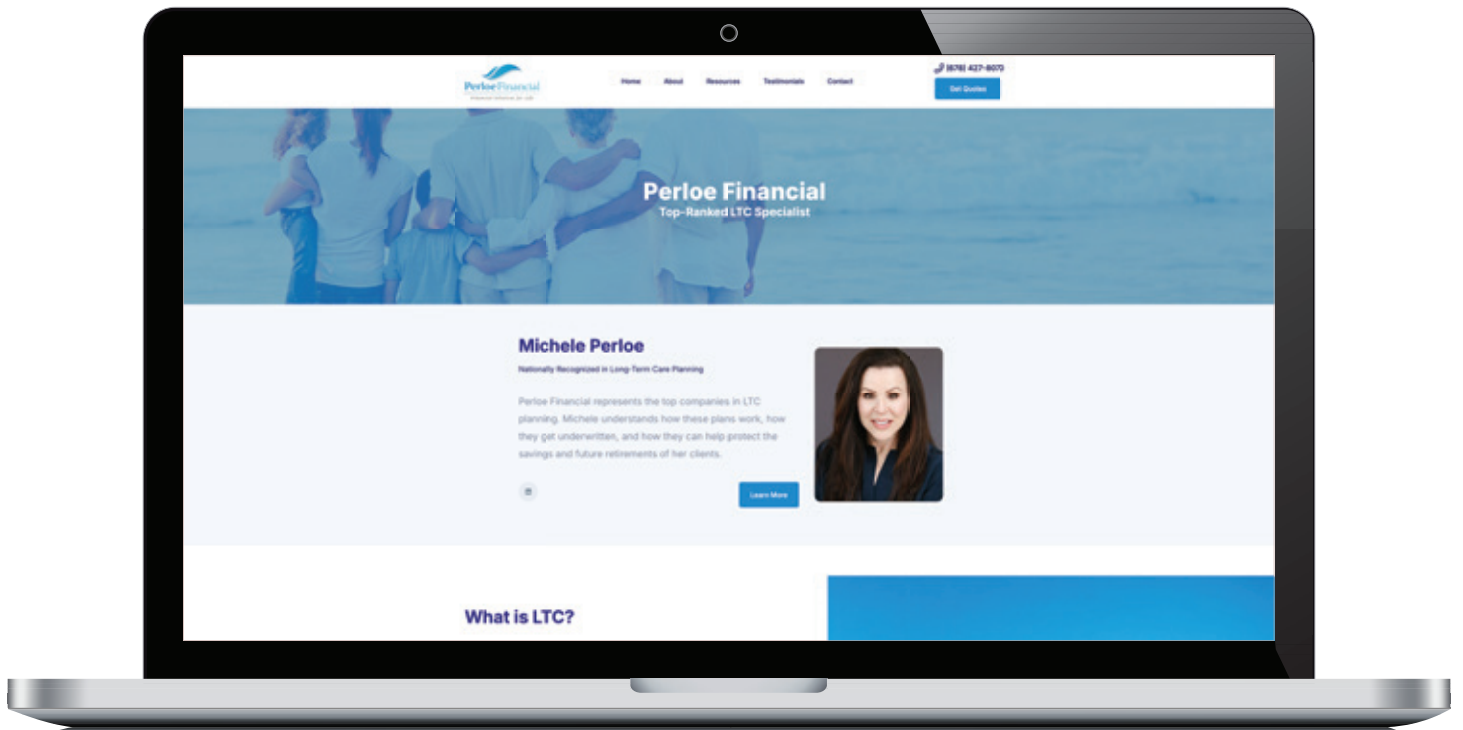 Perloe Financial
Home About Resources Testimonials Contact
(678) 427-8070
Get Quotes
Perloe Financial
Top-Ranked LTC Specialist
Michele Perloe
Nationally Recognized in Long-Term Care Planning
Perloe Financial represents the top companies in LTC
planning. Michele understands how these plans work, how
they get underwritten, and how they can help protect the
savings and future retirements of her clients.
Learn More
What is LTC?